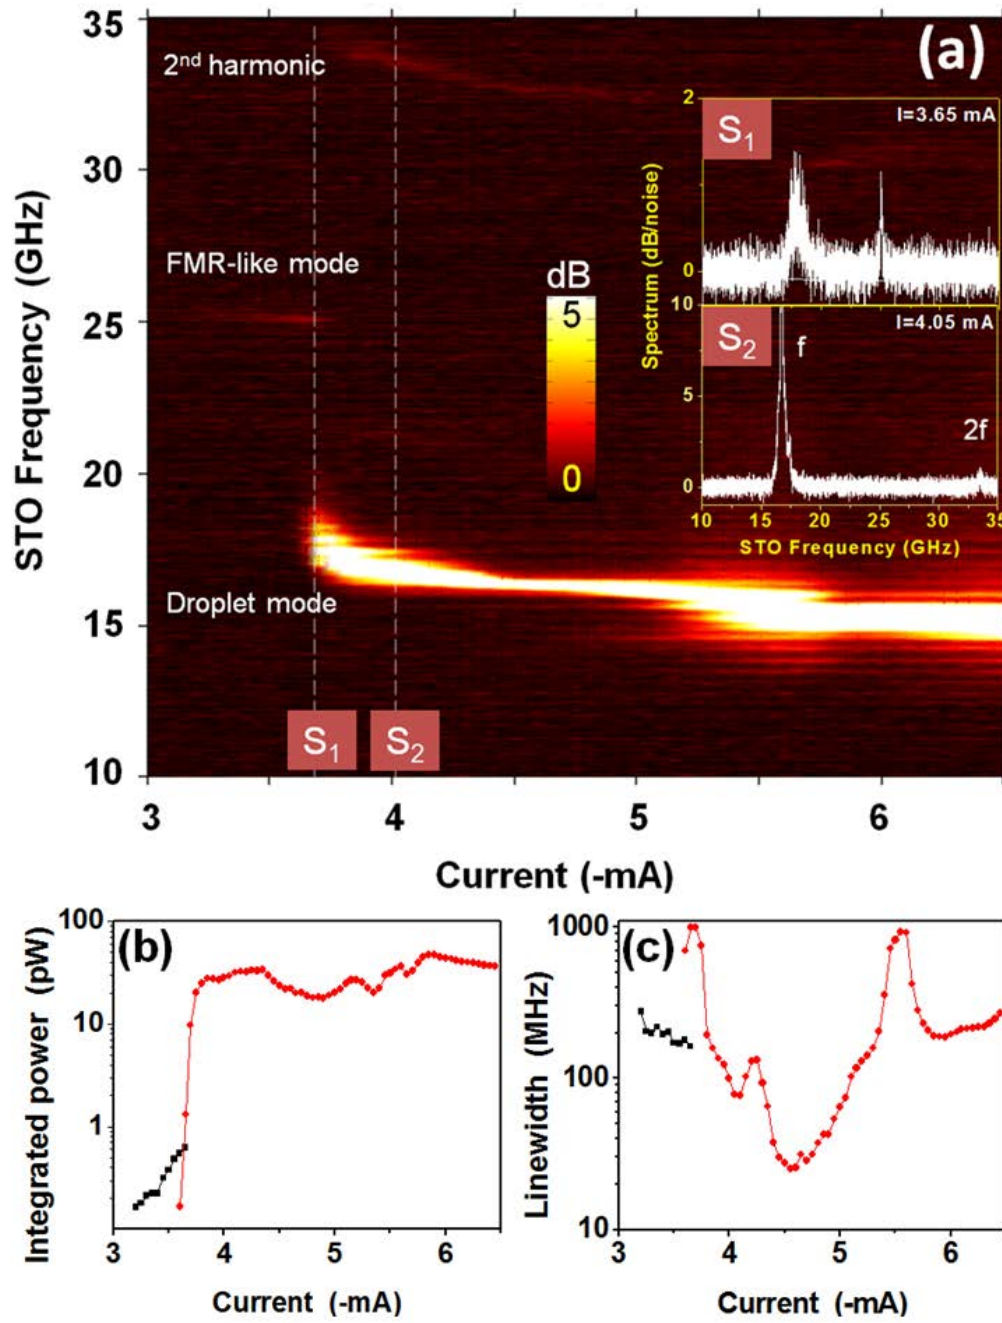 (a)
35
30
25
20
15
10
STO Frequency (GHz)
2nd harmonic
FMR-like mode
Droplet mode
dB
5
0
S1
S2
3
4
5
6
Current (-mA)
2
0
10
5
0
Spectrum (dB/noise)
S1
I=3.65 mA
S2
I=4.05 mA
f
2f
10 15 20 25 30 35
STO Frequency (GHz)
(b)
100
10
1
Integrated power (pW)
3 4 5 6
Current (-mA)
(c)
1000
100
10
Linewidth (MHz)
3 4 5 6
Current (-mA)